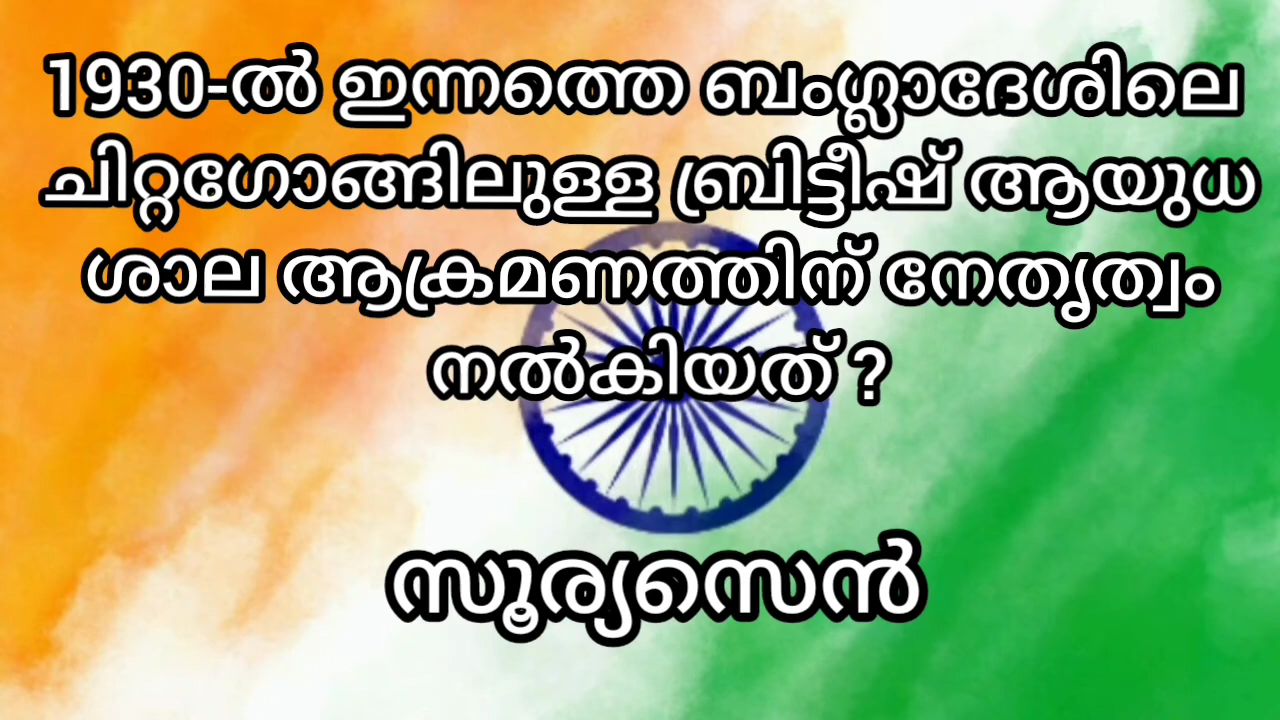 1930-ൽ ഇന്നത്തെ ബംഗ്ലാദേശിലെ
ചിറ്റഗോങ്ങിലുള്ള ബ്രിട്ടീഷ് ആയുധ
ശാല ആക്രമണത്തിന് നേതൃത്വം
നൽകിയത് ?
സൂര്യസെൻ